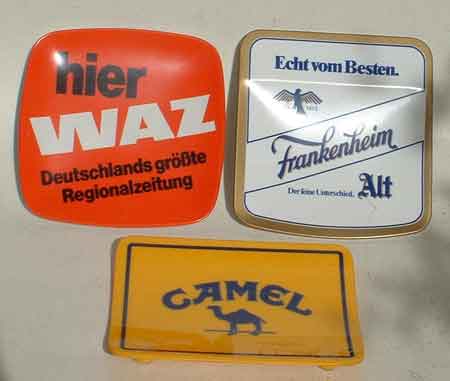 hier
WAZ
Deutschlands größte
Regionalzeitung
Echt vom Besten.
Frankenheim
Der feine Unterschied.
Alt
CAMEL